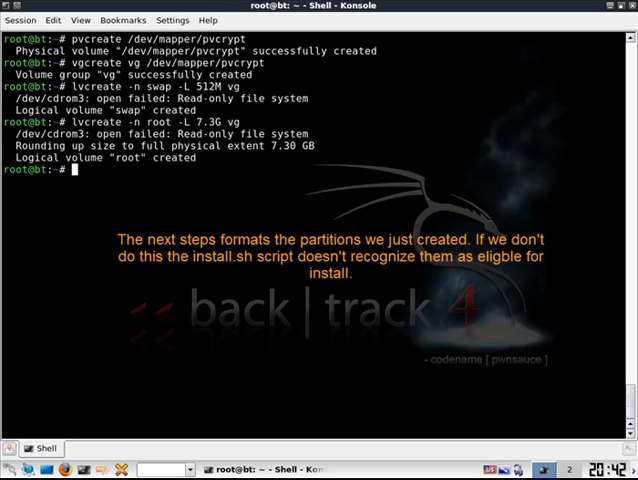 root@bt: ~ - Shell - Konsole
Session Edit View Bookmarks Settings Help
root@bt:~# pvcreate /dev/mapper/pvcrypt
Physical volume "/dev/mapper/pvcrypt" successfully created
root@bt:~# vgcreate vg /dev/mapper/pvcrypt
Volume group "vg" successfully created
root@bt:~# lvcreate -n swap -L 512M vg
/dev/cdrom3: open failed: Read-only file system
Logical volume "swap" created
root@bt:~# lvcreate -n root -L 7.3G vg
/dev/cdrom3: open failed: Read-only file system
Rounding up size to full physical extent 7.30 GB
Logical volume "root" created
root@bt:~#
The next steps formats the partitions we just created. If we don't
do this the install.sh script doesn't recognize them as eligble for
install.
<< back | track 4
- codename [ pwnsauce ]
Shell
root@bt: ~ - Shell - Kon
US
2
20:42